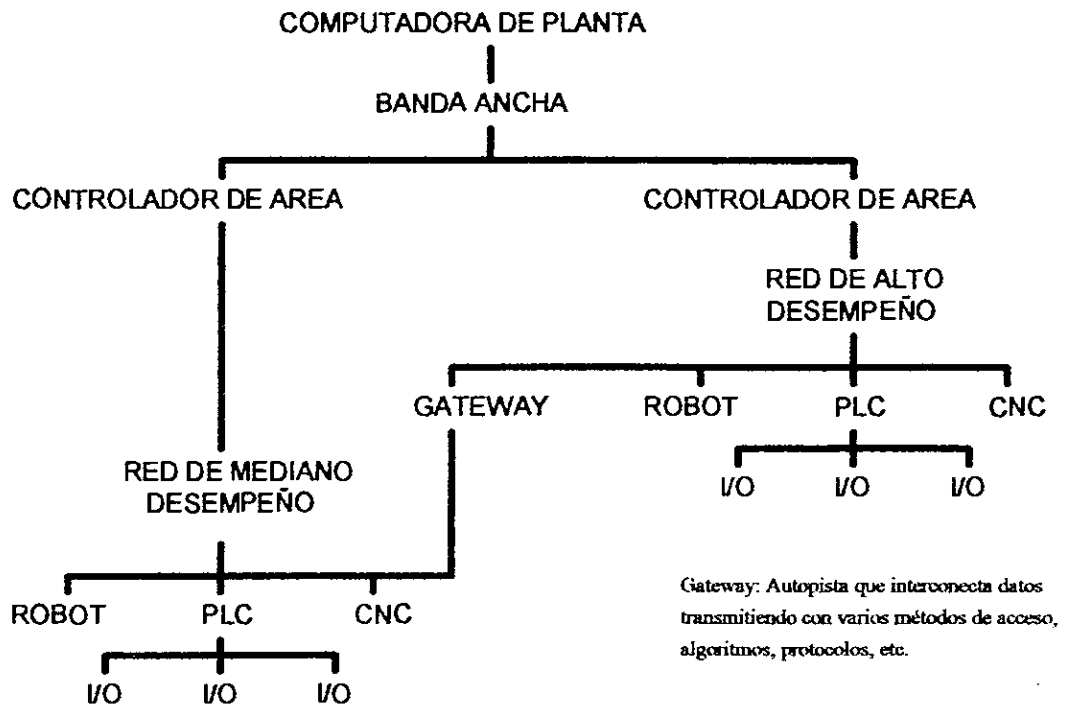 COMPUTADORA DE PLANTA
BANDA ANCHA
CONTROLADOR DE AREA
CONTROLADOR DE AREA
RED DE ALTO
DESEMPEÑO
GATEWAY
ROBOT
PLC
CNC
I/O
I/O
I/O
RED DE MEDIANO
DESEMPEÑO
ROBOT
PLC
CNC
I/O
I/O
I/O
Gateway: Autopista que interconecta datos
transmitiendo con varios métodos de acceso,
algoritmos, protocolos, etc.